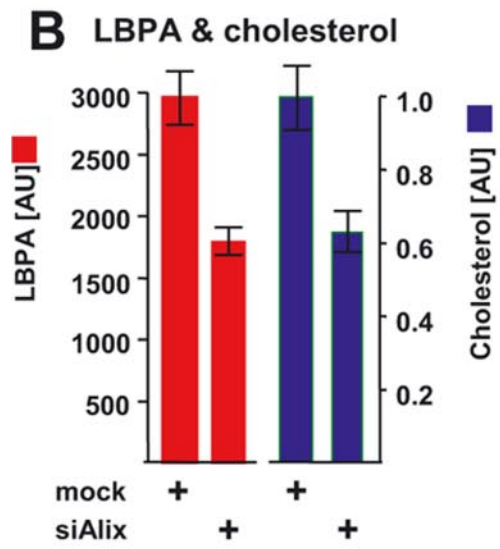 B LBPA & cholesterol
LBPA [AU]
3000
2500
2000
1500
1000
500
1.0
0.8
0.6
0.4
0.2
Cholesterol [AU]
mock + +
siAlix + +